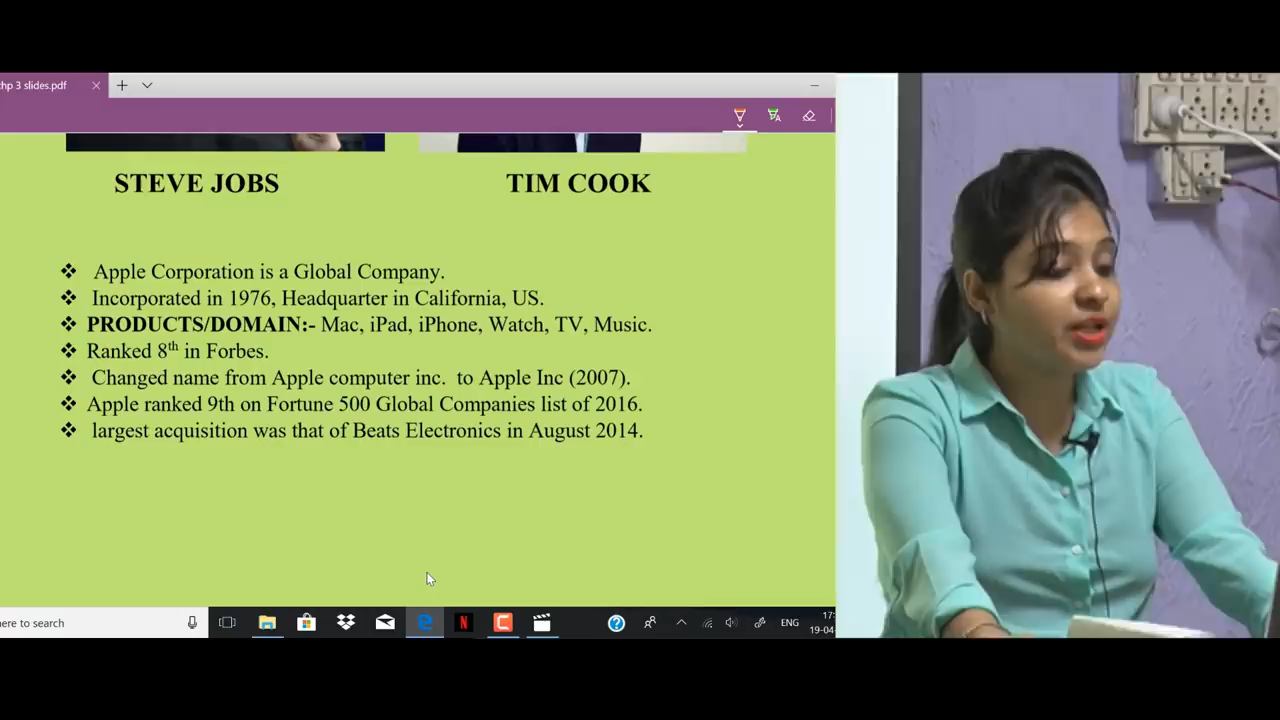 hp 3 slides.pdf
STEVE JOBS
TIM COOK
❖ Apple Corporation is a Global Company.
❖ Incorporated in 1976, Headquarter in California, US.
❖ PRODUCTS/DOMAIN:- Mac, iPad, iPhone, Watch, TV, Music.
❖ Ranked 8th in Forbes.
❖ Changed name from Apple computer inc. to Apple Inc (2007).
❖ Apple ranked 9th on Fortune 500 Global Companies list of 2016.
❖ largest acquisition was that of Beats Electronics in August 2014.
ere to search
ENG
17:
19-04